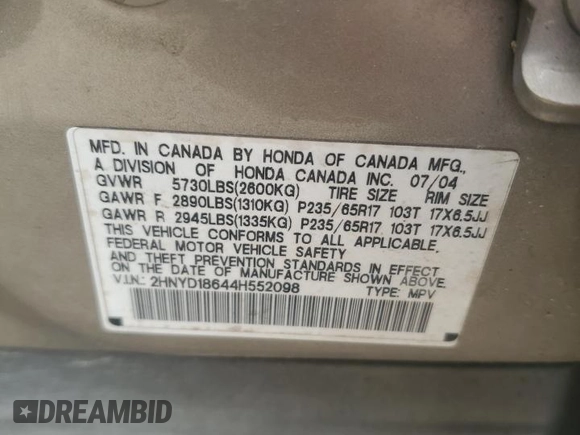 MFD. IN CANADA BY HONDA OF CANADA MFG.,
A DIVISION OF HONDA CANADA INC. 07/04
GVWR 5730LBS(2600KG) TIRE SIZE RIM SIZE
GAWR F 2890LBS(1310KG) P235/65R17 103T 17X6.5JJ
GAWR R 2945LBS(1335KG) P235/65R17 103T 17X6.5JJ
THIS VEHICLE CONFORMS TO ALL APPLICABLE
FEDERAL MOTOR VEHICLE SAFETY
AND THEFT PREVENTION STANDARDS IN EFFECT
ON THE DATE OF MANUFACTURE SHOWN ABOVE.
V.I.N.: 2HNYD18644H552098 TYPE: MPV
DREAMBID